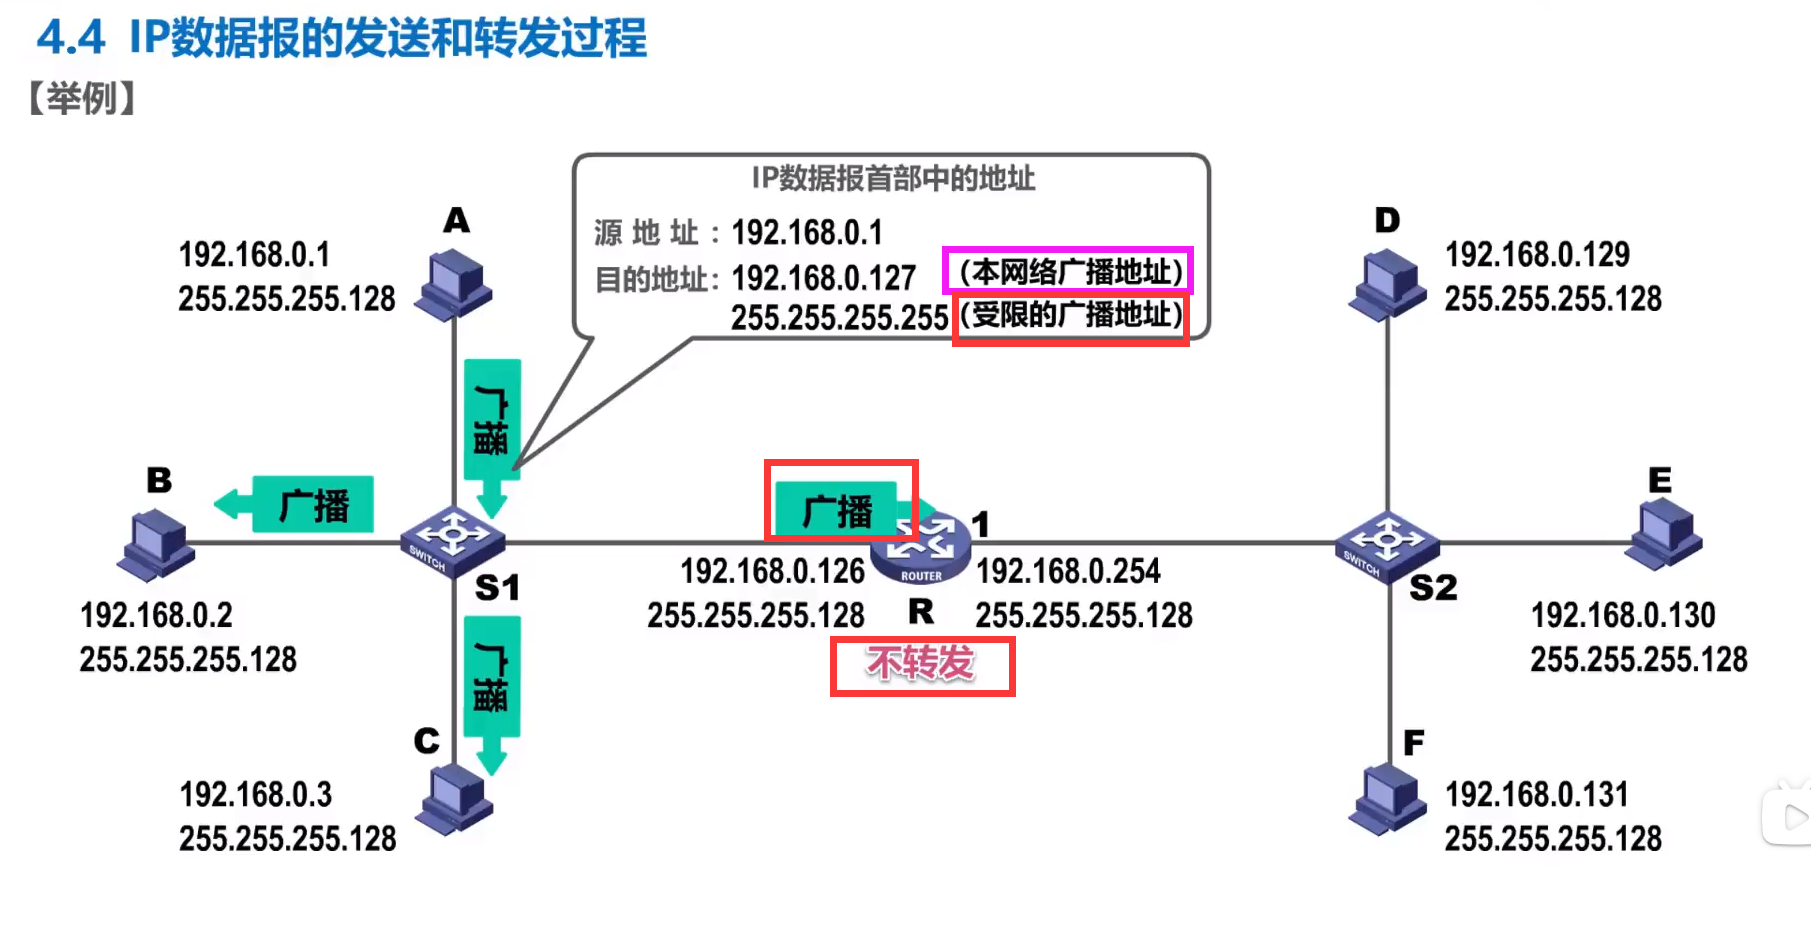 4.4 IP数据报的发送和转发过程
【举例】
IP数据报首部中的地址
源地址：192.168.0.1
目的地址：192.168.0.127（本网络广播地址）
255.255.255.255（受限的广播地址）
A
192.168.0.1
255.255.255.128
D
192.168.0.129
255.255.255.128
广播
B
广播
192.168.0.2
255.255.255.128
SWITCH
S1
广播
1
ROUTER
R
192.168.0.126
255.255.255.128
192.168.0.254
255.255.255.128
不转发
SWITCH
S2
E
192.168.0.130
255.255.255.128
广播
C
192.168.0.3
255.255.255.128
F
192.168.0.131
255.255.255.128